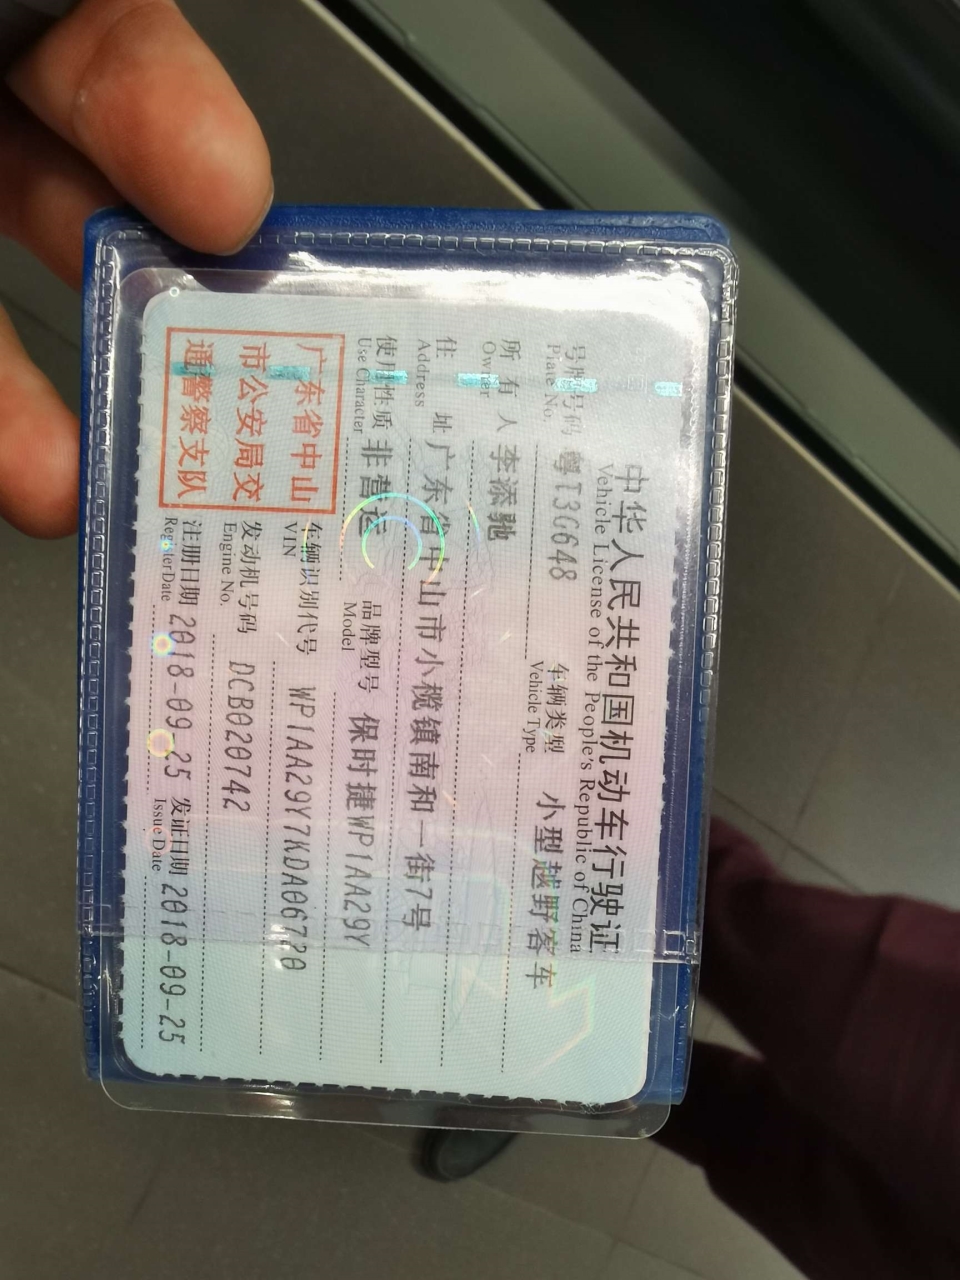 中华人民共和国机动车行驶证
Vehicle License of the People's Republic of China
号牌号码 粤T3G648 车辆类型 小型越野客车
Plate No. Vehicle Type
所有人 李添驰
Owner
住址 广东省中山市小榄镇南和一街7号
Address
使用性质 非营运 品牌型号 保时捷WP1AA29Y
Use Character Model
车辆识别代号 WP1AA29Y7KDA06720
VIN
发动机号码 DCB020742
Engine No.
注册日期 2018-09-25 发证日期 2018-09-25
Register Date Issue Date
广东省中山
市公安局交
通警察支队